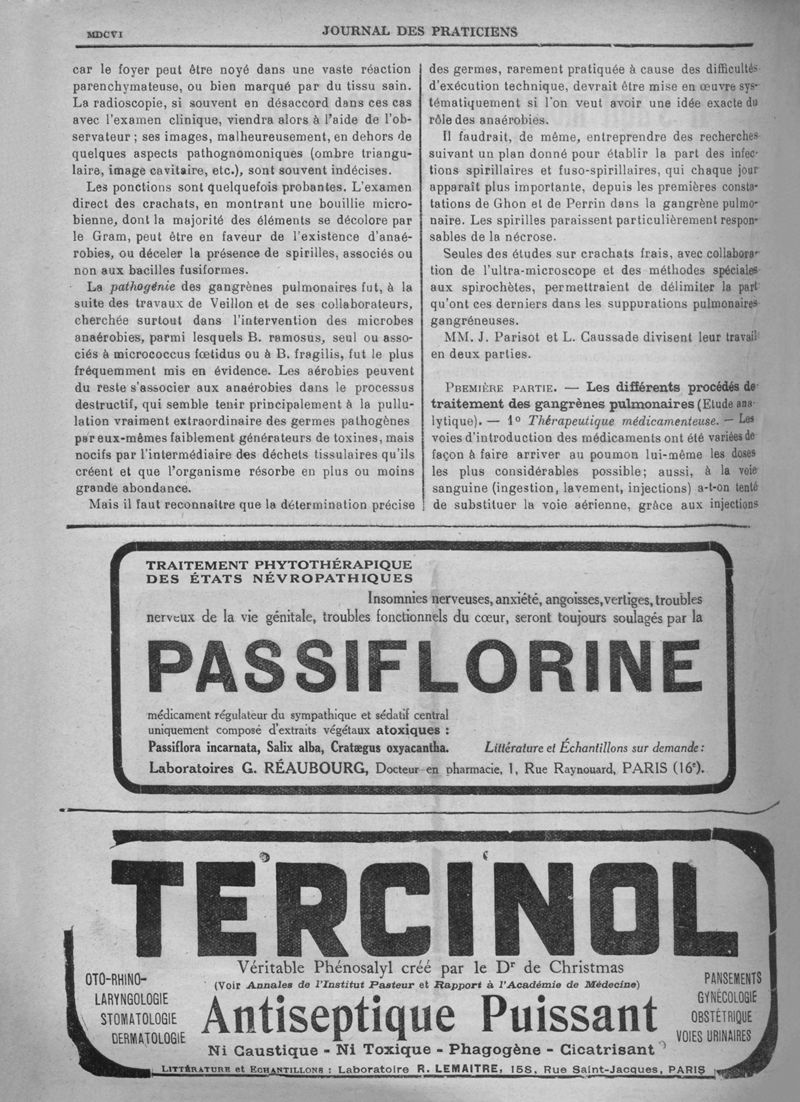 MDCVI
JOURNAL DES PRATICIENS
car le foyer peut être noyé dans une vaste réaction
parenchymateuse, ou bien marqué par du tissu sain.
La radioscopie, si souvent en désaccord dans ces cas
avec l'examen clinique, viendra alors à l'aide de l'ob-
servateur ; ses images, malheureusement, en dehors de
quelques aspects pathognomoniques (ombre triangu-
laire, image cavitaire, etc.), sont souvent indécises.
Les ponctions sont quelquefois probantes. L'examen
direct des crachats, en montrant une bouillie micro-
bienne, dont la majorité des éléments se décolore par
le Gram, peut être en faveur de l'existence d'anaé-
robies, ou déceler la présence de spirilles, associés ou
non aux bacilles fusiformes.
La pathogénie des gangrènes pulmonaires fut, à la
suite des travaux de Veillon et de ses collaborateurs,
cherchée surtout dans l'intervention des microbes
anaérobies, parmi lesquels B. ramosus, seul ou asso-
ciés à micrococcus fœtidus ou à B. fragilis, fut le plus
fréquemment mis en évidence. Les aérobies peuvent
du reste s'associer aux anaérobies dans le processus
destructif, qui semble tenir principalement à la pullu-
lation vraiment extraordinaire des germes pathogènes
par eux-mêmes faiblement générateurs de toxines, mais
nocifs par l'intermédiaire des déchets tissulaires qu'ils
créent et que l'organisme résorbe en plus ou moins
grande abondance.
Mais il faut reconnaître que la détermination précise
des germes, rarement pratiquée à cause des difficultés
d'exécution technique, devrait être mise en œuvre sys-
tématiquement si l'on veut avoir une idée exacte du
rôle des anaérobies.
Il faudrait, de même, entreprendre des recherches
suivant un plan donné pour établir la part des infec-
tions spirillaires et fuso-spirillaires, qui chaque jour
apparaît plus importante, depuis les premières consta-
tations de Ghon et de Perrin dans la gangrène pulmo-
naire. Les spirilles paraissent particulièrement respon-
sables de la nécrose.
Seules des études sur crachats frais, avec collabora-
tion de l'ultra-microscope et des méthodes spéciales
aux spirochètes, permettraient de délimiter la part
qu'ont ces derniers dans les suppurations pulmonaires
gangréneuses.
MM. J. Parisot et L. Caussade divisent leur travail
en deux parties.
PREMIÈRE PARTIE. — Les différents procédés de
traitement des gangrènes pulmonaires (Etude ana-
lytique). — 1º Thérapeutique médicamenteuse. — Les
voies d'introduction des médicaments ont été variées de
façon à faire arriver au poumon lui-même les doses
les plus considérables possible; aussi, à la voie
sanguine (ingestion, lavement, injections) a-t-on tenté
de substituer la voie aérienne, grâce aux injections
TRAITEMENT PHYTOTHÉRAPIQUE
DES ÉTATS NÉVROPATHIQUES
Insomnies nerveuses, anxiété, angoisses, vertiges, troubles
nerveux de la vie génitale, troubles fonctionnels du cœur, seront toujours soulagés par la
PASSIFLORINE
médicament régulateur du sympathique et sédatif central
uniquement composé d'extraits végétaux atoxiques :
Passiflora incarnata, Salix alba, Cratægus oxyacantha. Littérature et Échantillons sur demande :
Laboratoires G. RÉAUBOURG, Docteur en pharmacie, 1, Rue Raynouard, PARIS (16e).
TERCINOL
Véritable Phénosalyl créé par le Dr de Christmas
(Voir Annales de l'Institut Pasteur et Rapport à l'Académie de Médecine)
OTO-RHINO-
LARYNGOLOGIE
STOMATOLOGIE
DERMATOLOGIE
Antiseptique Puissant
PANSEMENTS
GYNÉCOLOGIE
OBSTÉTRIQUE
VOIES URINAIRES
Ni Caustique - Ni Toxique - Phagogène - Cicatrisant
LITTÉRATURE et ECHANTILLONS : Laboratoire R. LEMAITRE, 158, Rue Saint-Jacques, PARIS